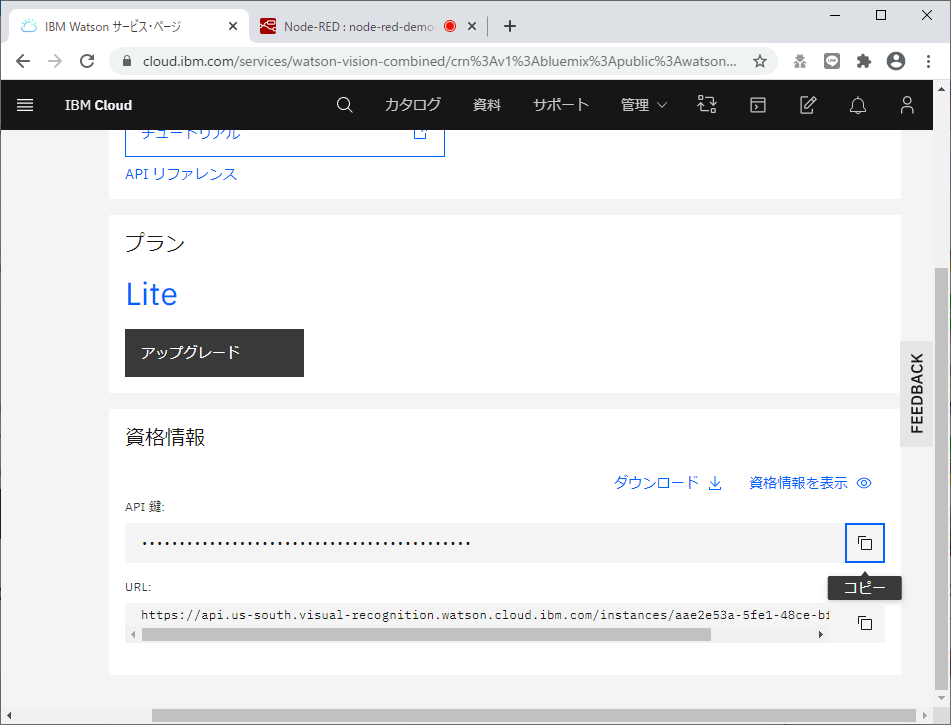 IBM Watson サービス・ページ
Node-RED : node-red-demo
cloud.ibm.com/services/watson-vision-combined/crn%3Av1%3Abluemix%3Apublic%3Awatson...
IBM Cloud
カタログ
資料
サポート
管理
チュートリアル
API リファレンス
プラン
Lite
アップグレード
FEEDBACK
資格情報
ダウンロード
資格情報を表示
API 鍵:
••••••••••••••••••••••••••••••••••••••••••••
コピー
URL:
https://api.us-south.visual-recognition.watson.cloud.ibm.com/instances/aae2e53a-5fe1-48ce-b